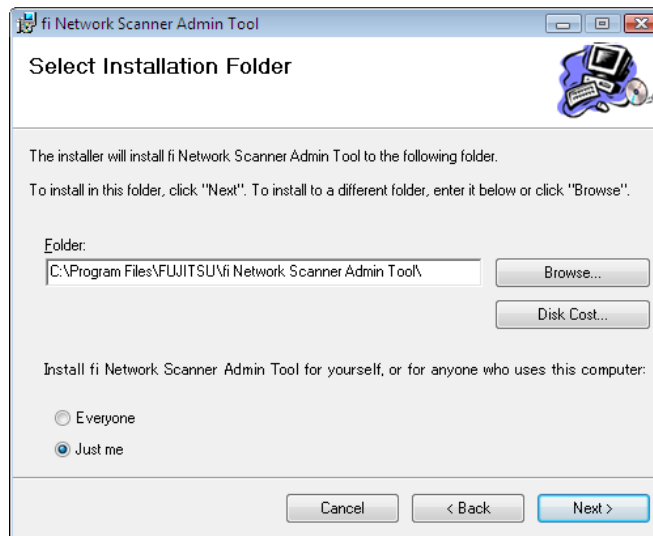 fi Network Scanner Admin Tool
Select Installation Folder
The installer will install fi Network Scanner Admin Tool to the following folder.
To install in this folder, click "Next". To install to a different folder, enter it below or click "Browse".
Folder:
C:\Program Files\FUJITSU\fi Network Scanner Admin Tool\
Browse...
Disk Cost...
Install fi Network Scanner Admin Tool for yourself, or for anyone who uses this computer:
Everyone
Just me
Cancel
< Back
Next >